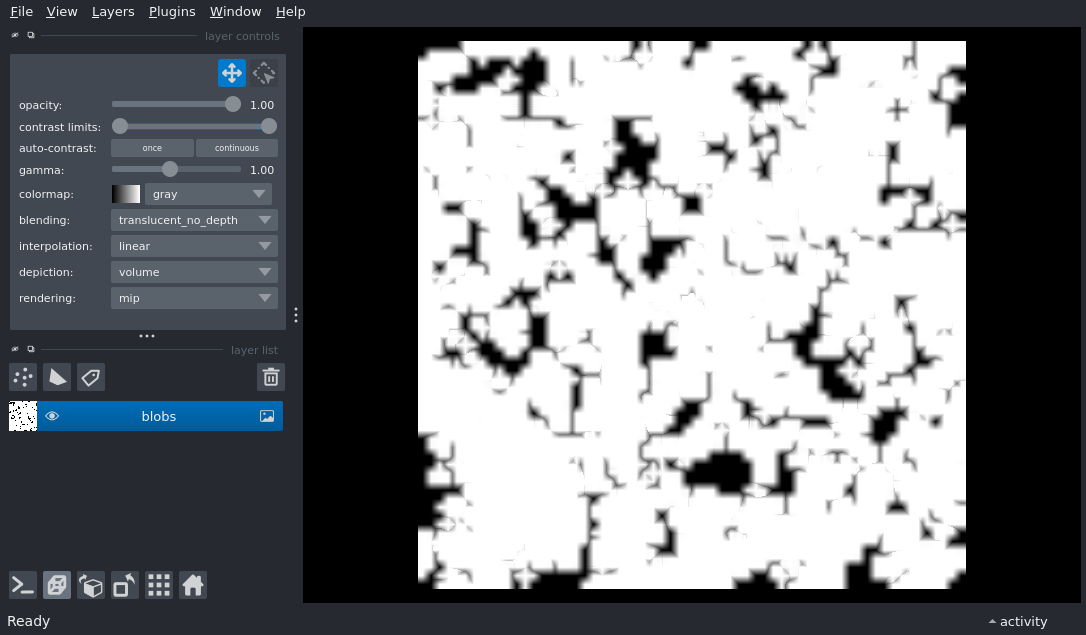 File View Layers Plugins Window Help
layer controls
opacity: 1.00
contrast limits:
auto-contrast: once continuous
gamma: 1.00
colormap: gray
blending: translucent_no_depth
interpolation: linear
depiction: volume
rendering: mip
layer list
blobs
Ready
activity